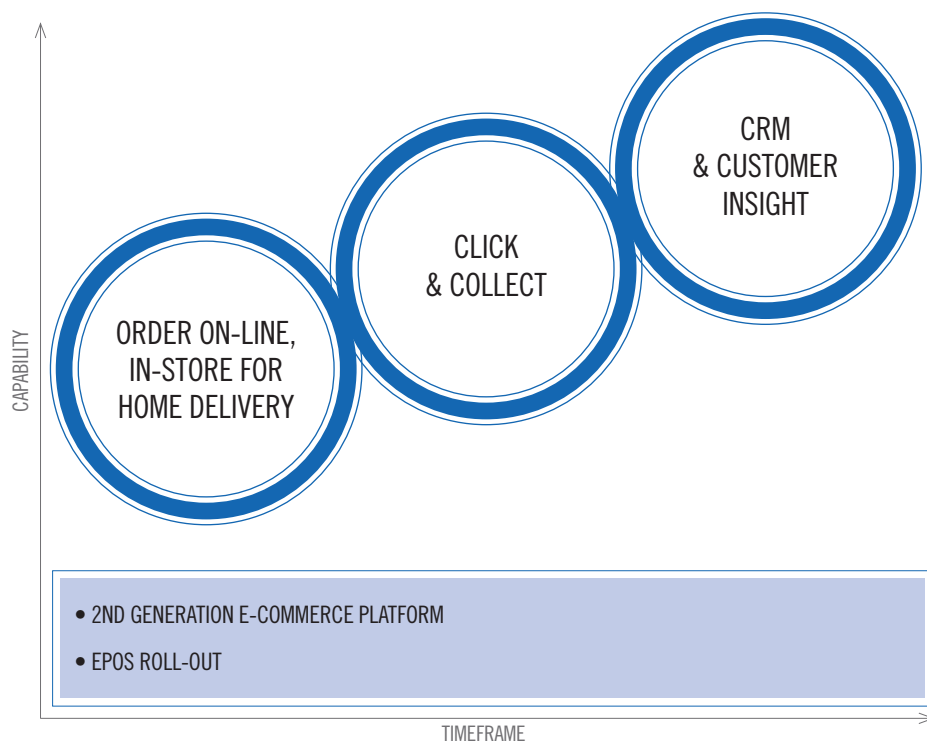 CAPABILITY
ORDER ON-LINE,
IN-STORE FOR
HOME DELIVERY
CLICK
& COLLECT
CRM
& CUSTOMER
INSIGHT
• 2ND GENERATION E-COMMERCE PLATFORM
• EPOS ROLL-OUT
TIMEFRAME